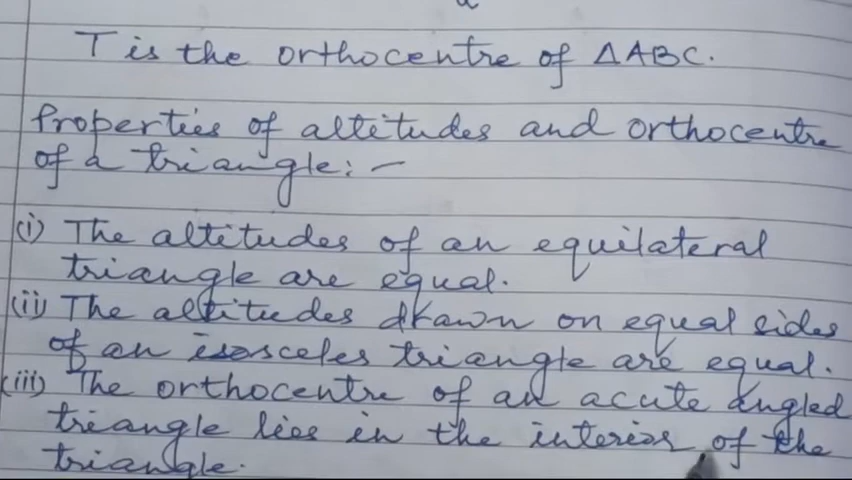 T is the orthocentre of ΔABC.
Properties of altitudes and orthocentre
of a triangle:-
(i) The altitudes of an equilateral
triangle are equal.
(ii) The altitudes drawn on equal sides
of an isosceles triangle are equal.
(iii) The orthocentre of an acute angled
triangle lies in the interior of the
triangle.